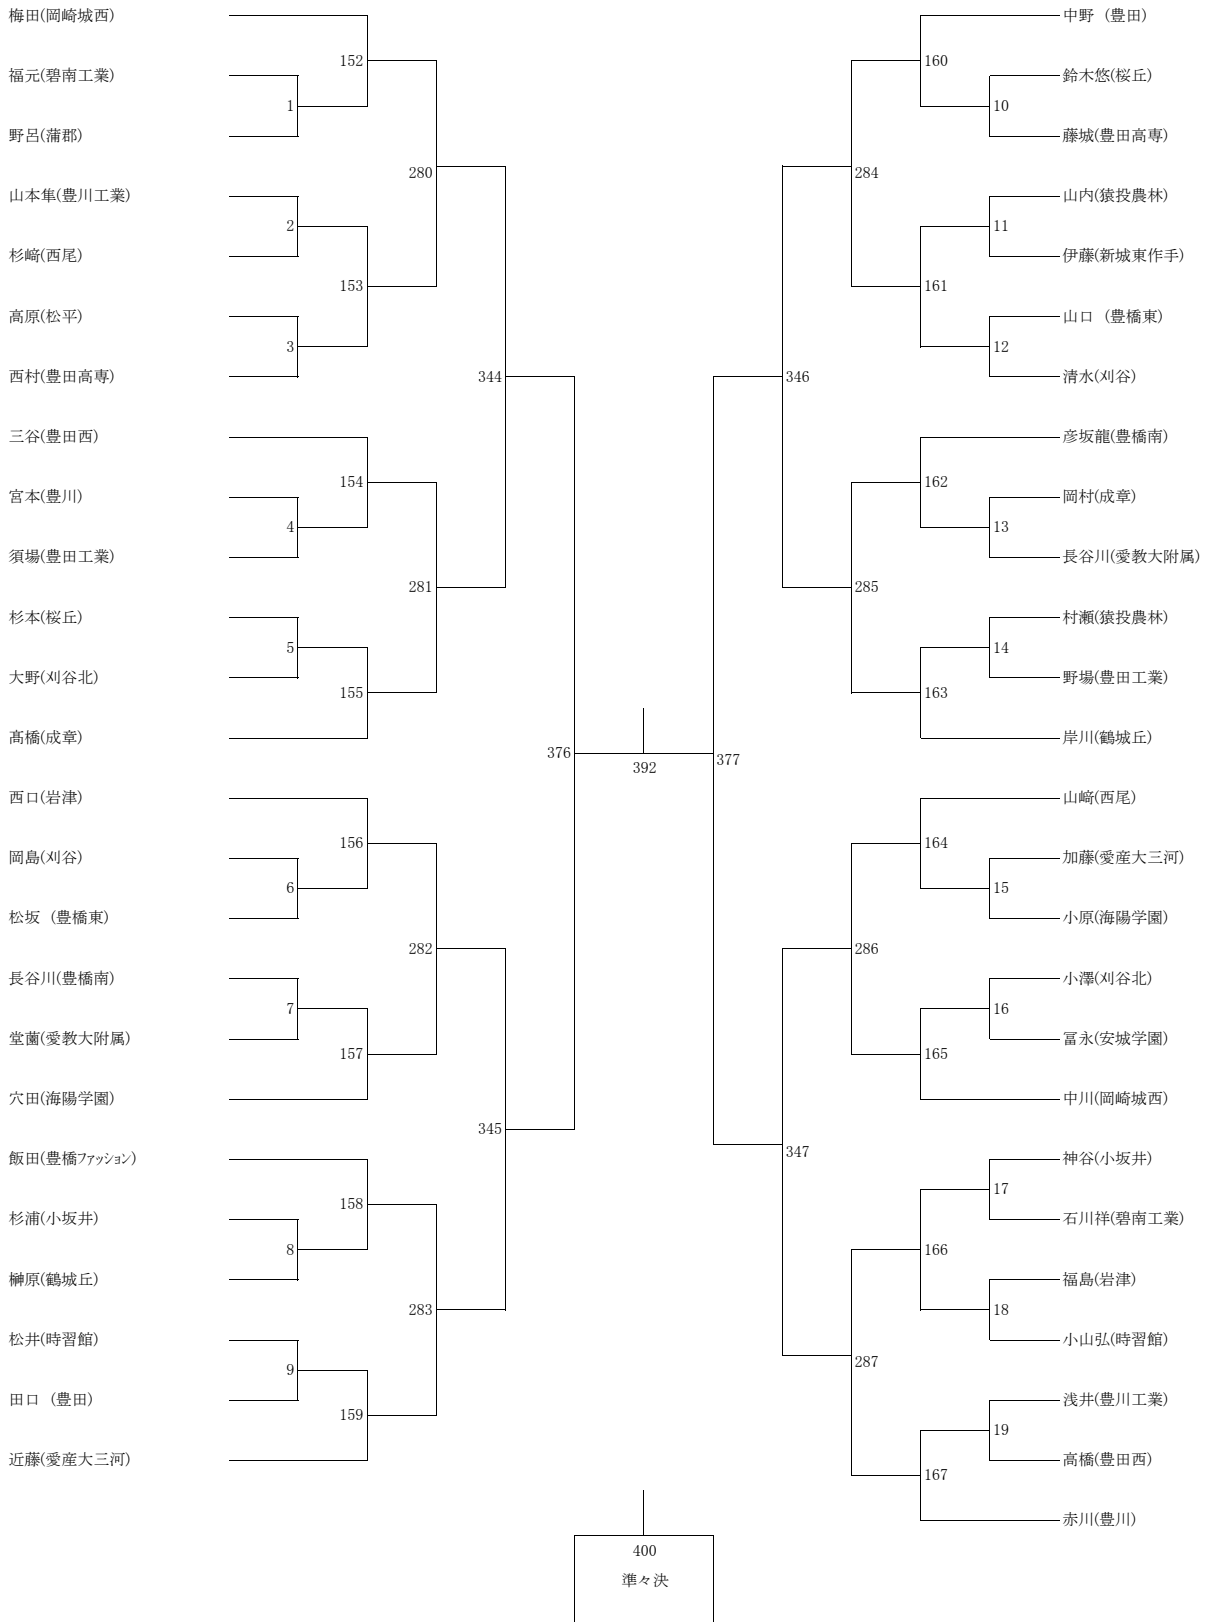 梅田(岡崎城西)
152
福元(碧南工業)
1
野呂(蒲郡)
280
山本隼(豊川工業)
2
杉﨑(西尾)
153
高原(松平)
3
西村(豊田高専)
344
三谷(豊田西)
154
宮本(豊川)
4
須場(豊田工業)
281
杉本(桜丘)
5
大野(刈谷北)
155
髙橋(成章)
376
西口(岩津)
156
岡島(刈谷)
6
松坂 (豊橋東)
282
長谷川(豊橋南)
7
堂薗(愛教大附属)
157
穴田(海陽学園)
345
飯田(豊橋ファッション)
158
杉浦(小坂井)
8
榊原(鶴城丘)
283
松井(時習館)
9
田口 (豊田)
159
近藤(愛産大三河)
392
中野 (豊田)
160
鈴木悠(桜丘)
10
藤城(豊田高専)
284
山内(猿投農林)
11
伊藤(新城東作手)
161
山口 (豊橋東)
12
清水(刈谷)
346
彦坂龍(豊橋南)
162
岡村(成章)
13
長谷川(愛教大附属)
285
村瀬(猿投農林)
14
野場(豊田工業)
163
岸川(鶴城丘)
377
山﨑(西尾)
164
加藤(愛産大三河)
15
小原(海陽学園)
286
小澤(刈谷北)
16
冨永(安城学園)
165
中川(岡崎城西)
347
神谷(小坂井)
17
石川祥(碧南工業)
166
福島(岩津)
18
小山弘(時習館)
287
浅井(豊川工業)
19
高橋(豊田西)
167
赤川(豊川)
400
準々決